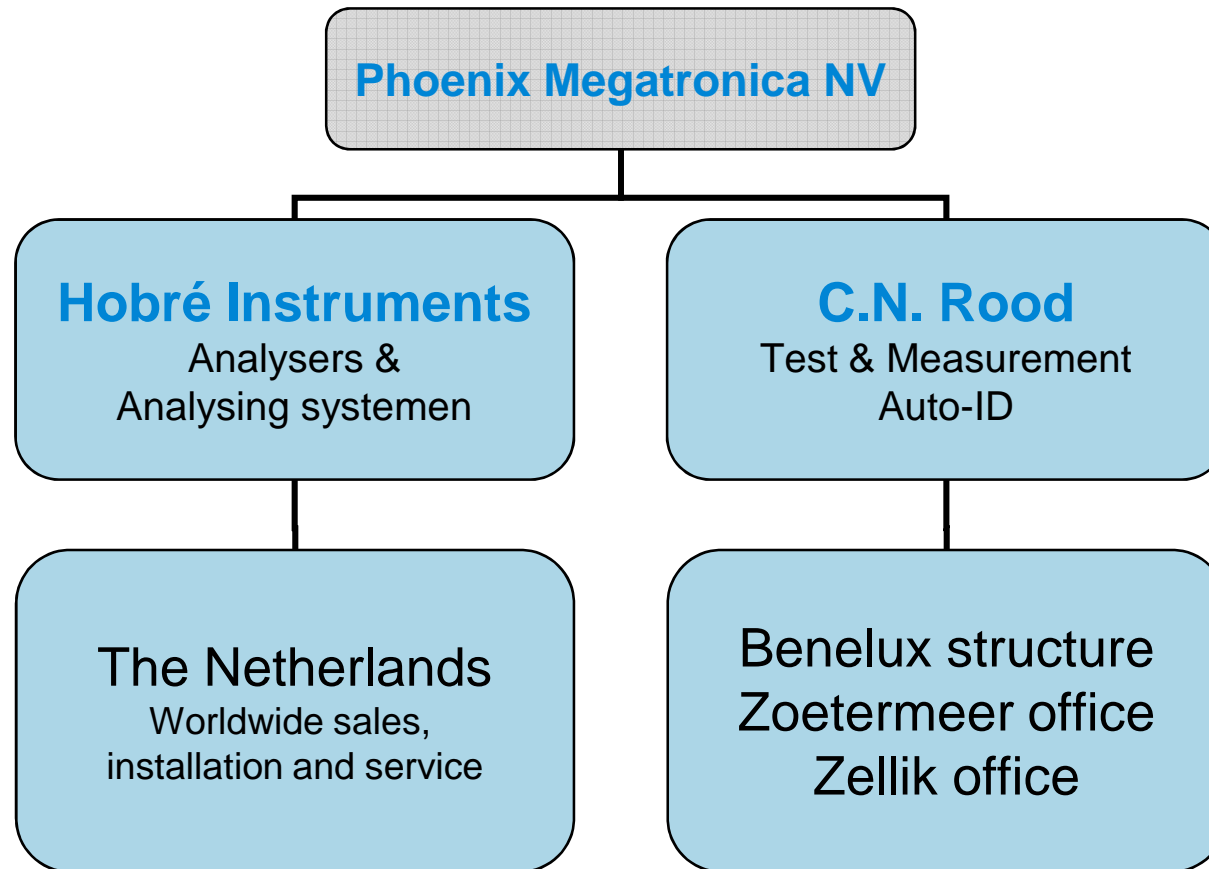 Phoenix Megatronica NV
Hobré Instruments
Analysers &
Analysing systemen
C.N. Rood
Test & Measurement
Auto-ID
The Netherlands
Worldwide sales,
installation and service
Benelux structure
Zoetermeer office
Zellik office